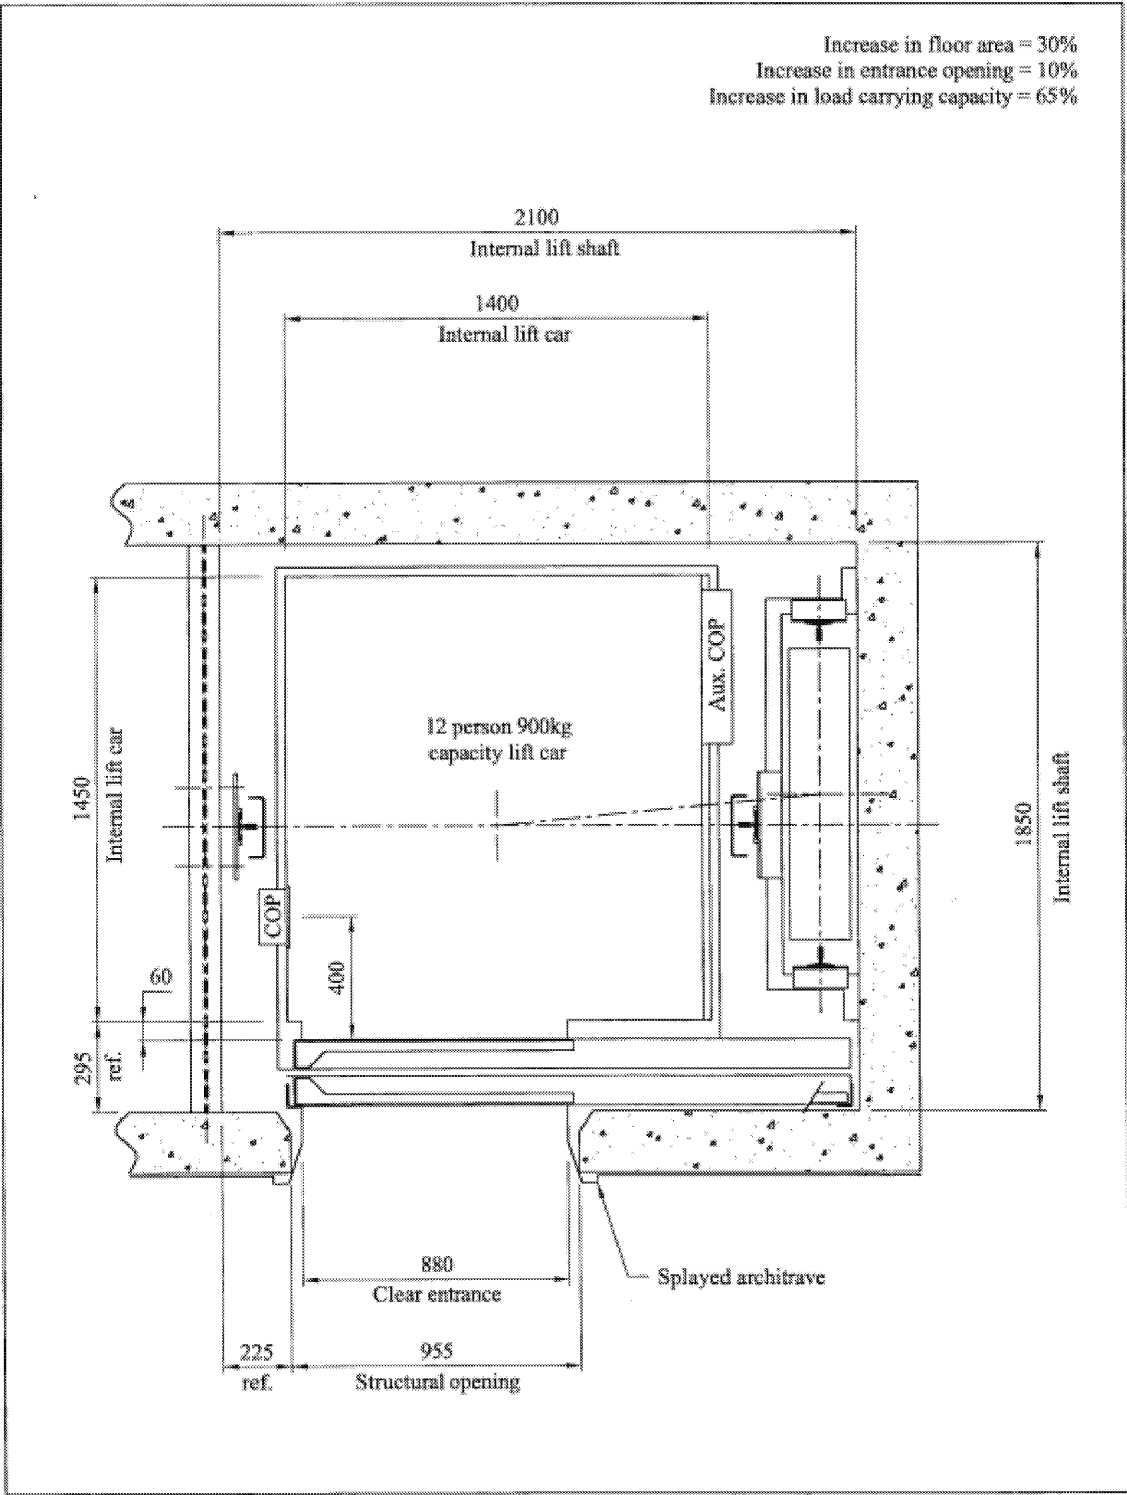 Increase in floor area = 30%
Increase in entrance opening = 10%
Increase in load carrying capacity = 65%
2100
Internal lift shaft
1400
Internal lift car
Aux. COP
12 person 900kg
capacity lift car
1450
Internal lift car
1850
Internal lift shaft
COP
400
60
295
ref.
880
Clear entrance
Splayed architrave
225
ref.
955
Structural opening